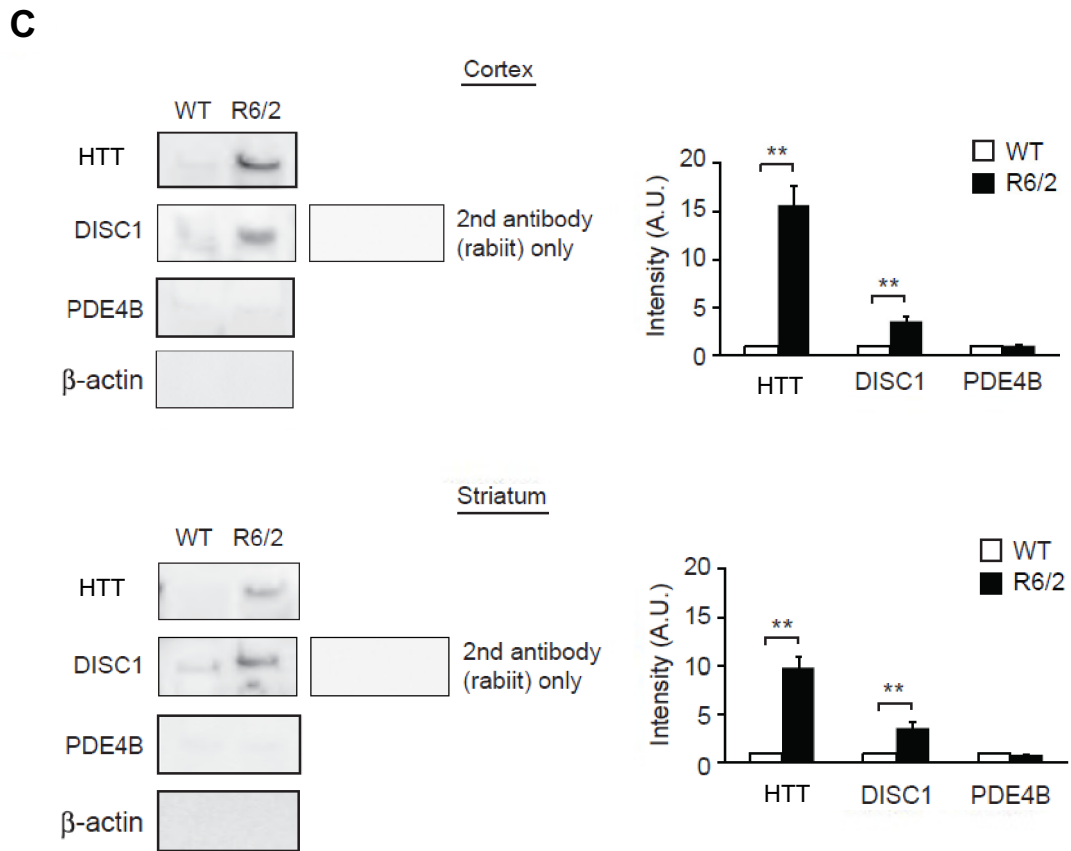 C
Cortex
WT R6/2
HTT
DISC1
2nd antibody
(rabiit) only
PDE4B
β-actin
20
15
10
5
0
Intensity (A.U.)
**
**
WT
R6/2
HTT DISC1 PDE4B
Striatum
WT R6/2
HTT
DISC1
2nd antibody
(rabiit) only
PDE4B
β-actin
20
15
10
5
0
Intensity (A.U.)
**
**
WT
R6/2
HTT DISC1 PDE4B